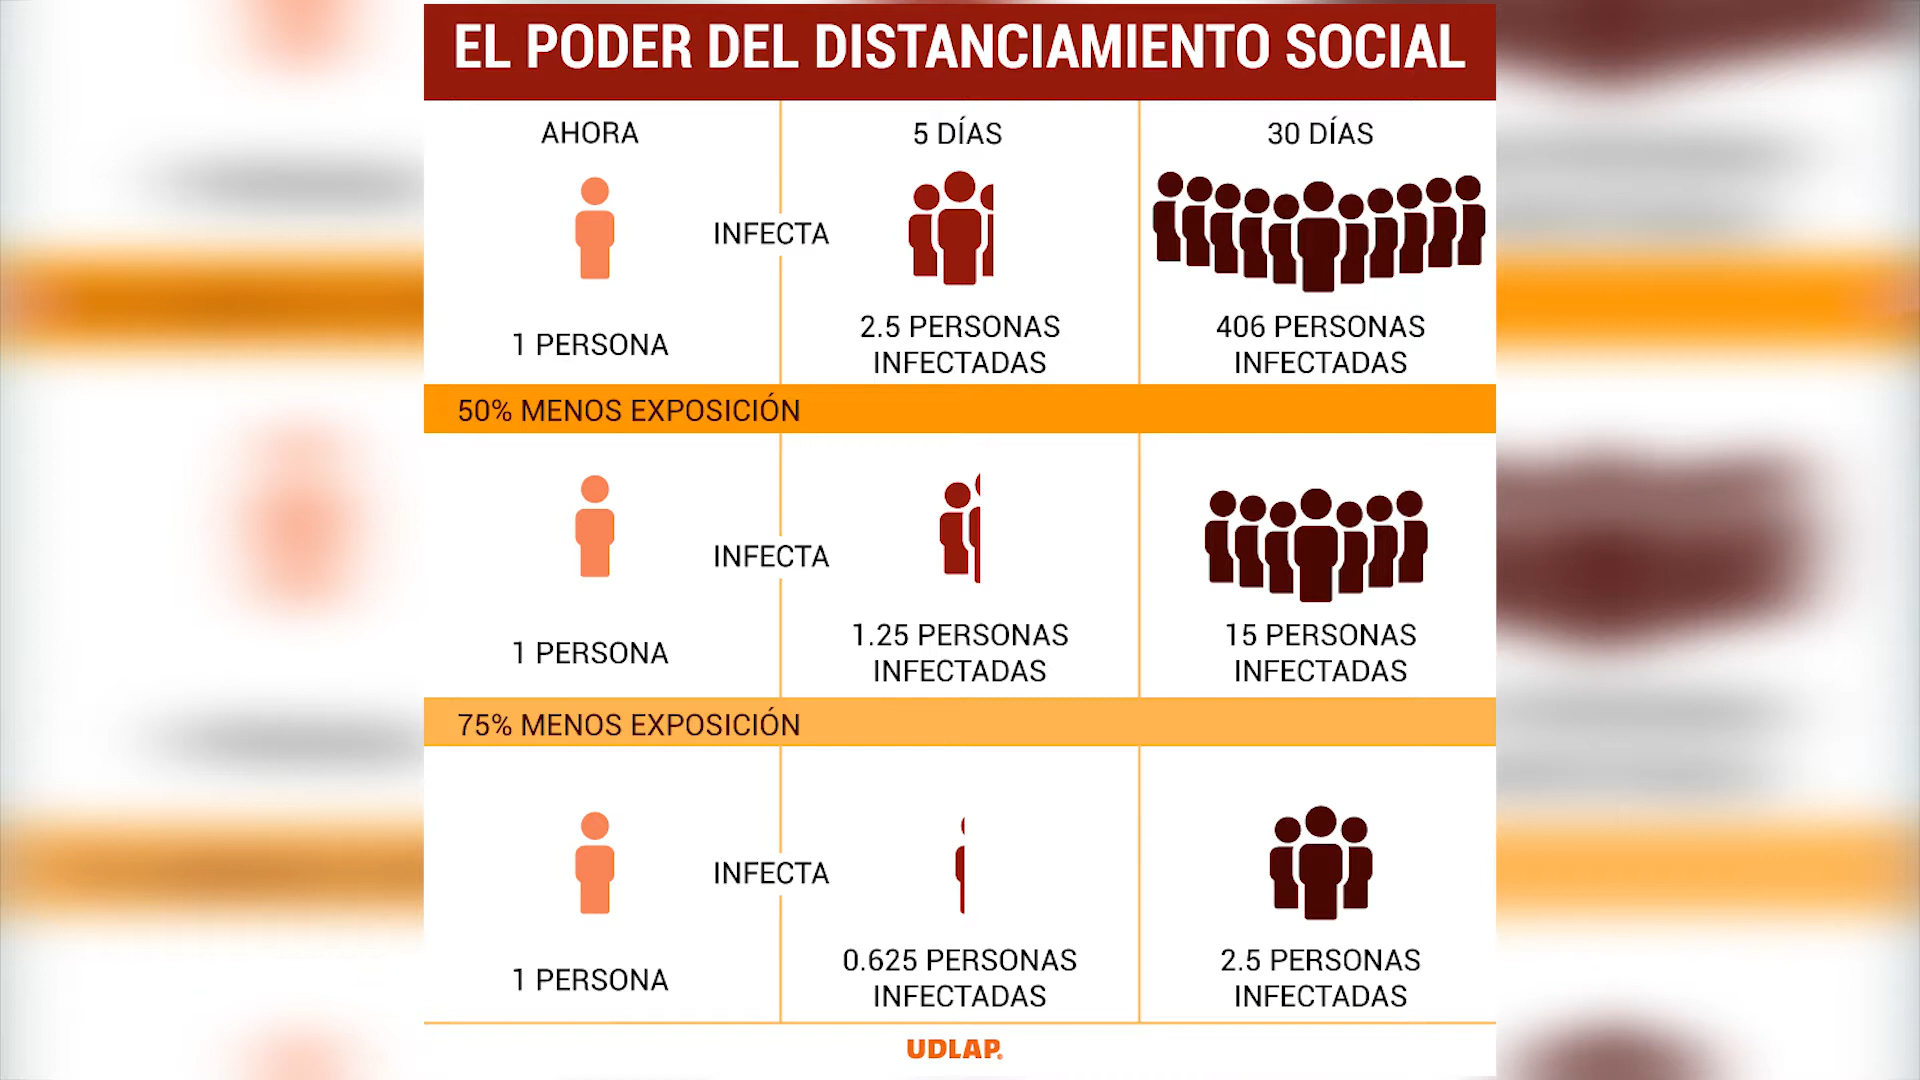 EL PODER DEL DISTANCIAMIENTO SOCIAL
AHORA
5 DÍAS
30 DÍAS
INFECTA
1 PERSONA
2.5 PERSONAS
INFECTADAS
406 PERSONAS
INFECTADAS
50% MENOS EXPOSICIÓN
INFECTA
1 PERSONA
1.25 PERSONAS
INFECTADAS
15 PERSONAS
INFECTADAS
75% MENOS EXPOSICIÓN
INFECTA
1 PERSONA
0.625 PERSONAS
INFECTADAS
2.5 PERSONAS
INFECTADAS
UDLAP®